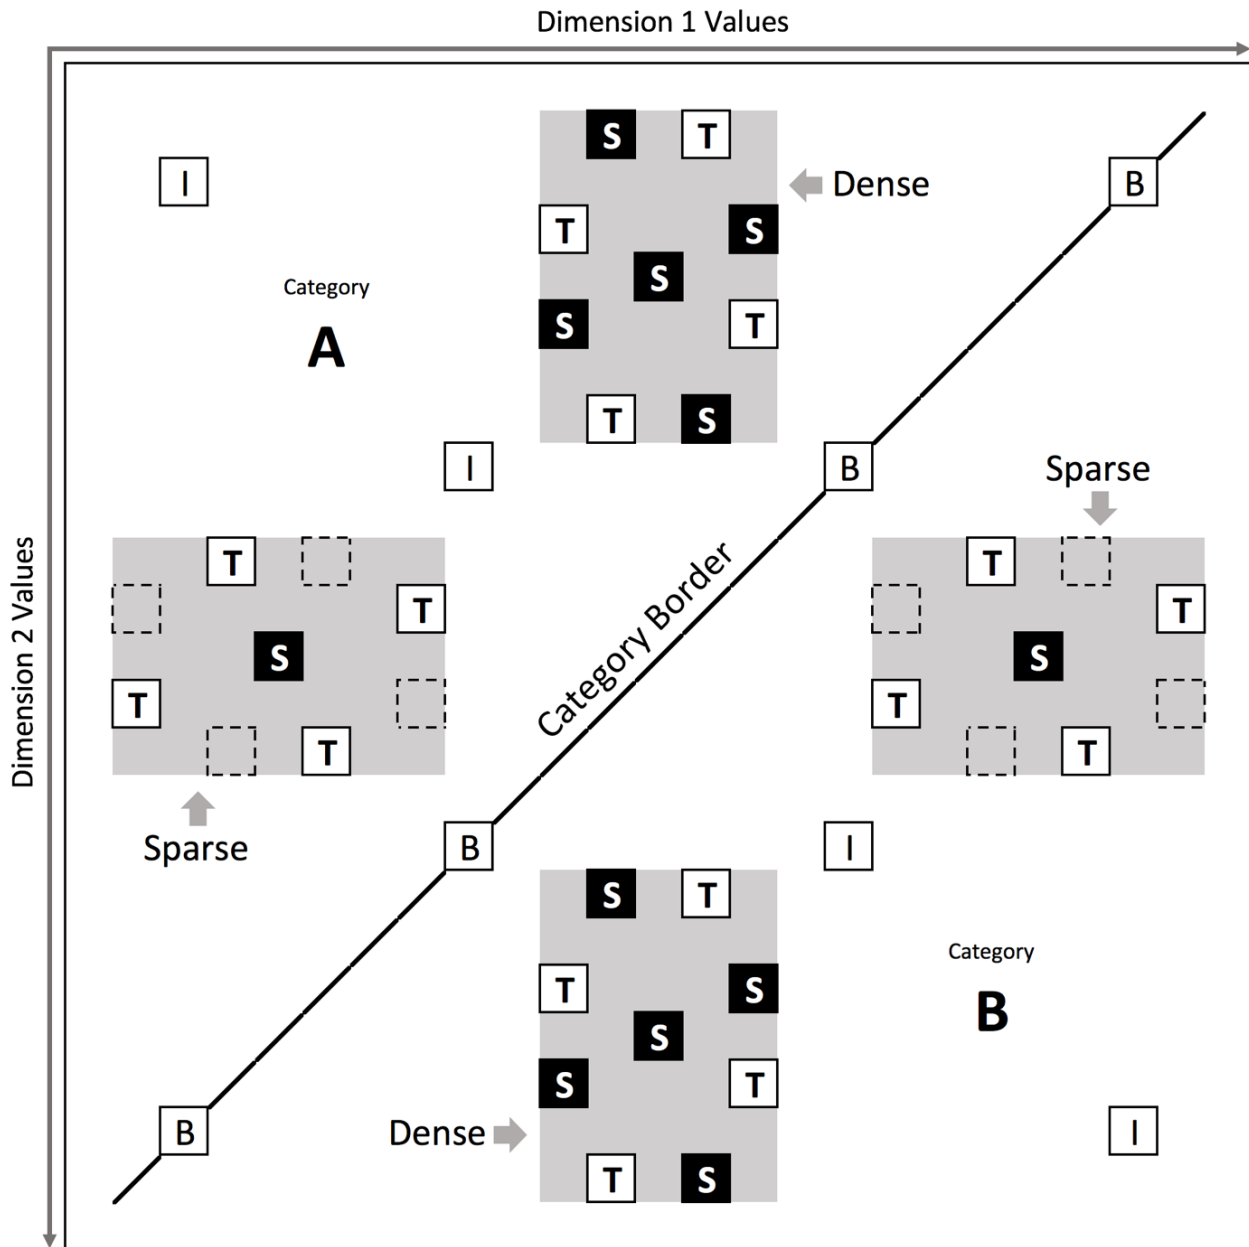 Dimension 1 Values
S T
I B
Dense
T S
Category
S
A
S T
T S
I B
Sparse
Dimension 2 Values
T T
T T
Category Border
S S
T T
T T
Sparse
B I
S T
Category
T S
B
S
S T
Dense
B I
T S